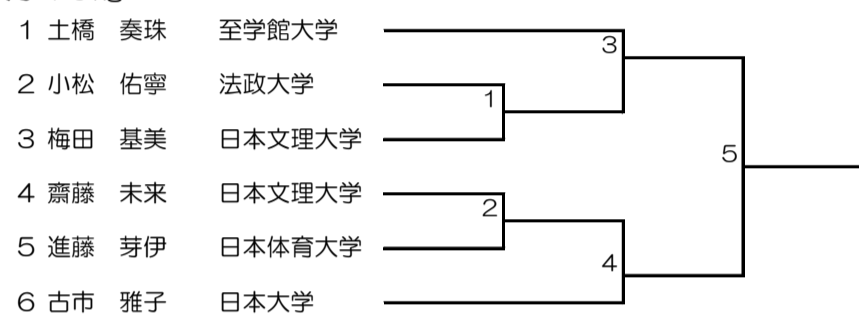 1 土橋 奏珠 至学館大学
3
2 小松 佑寧 法政大学
1
3 梅田 基美 日本文理大学
5
4 齋藤 未来 日本文理大学
2
5 進藤 芽伊 日本体育大学
4
6 古市 雅子 日本大学